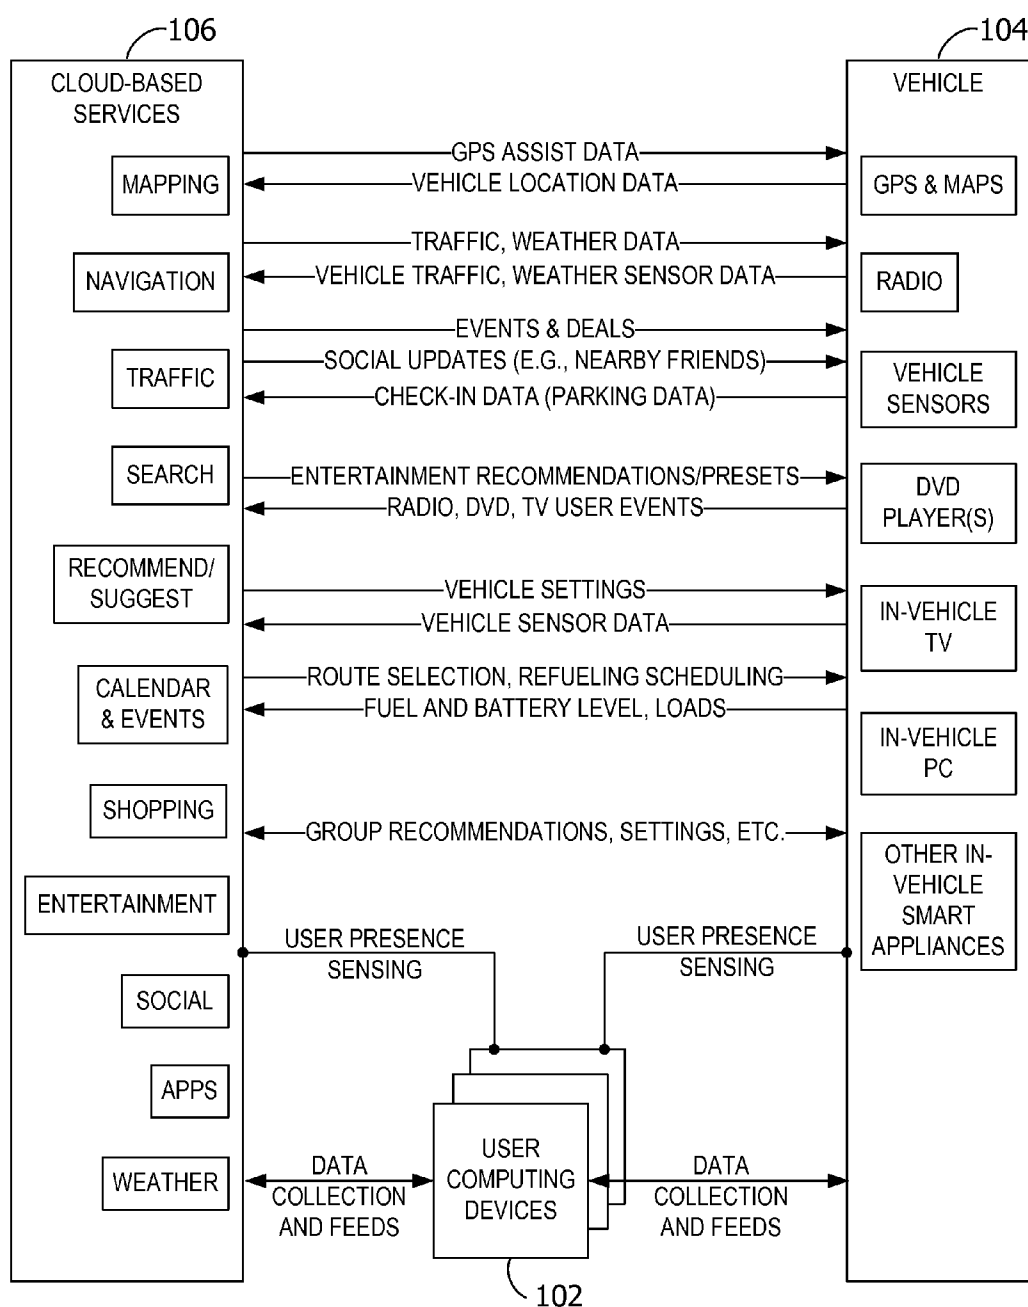 106
104
CLOUD-BASED
SERVICES
VEHICLE
GPS ASSIST DATA
MAPPING
VEHICLE LOCATION DATA
GPS & MAPS
TRAFFIC, WEATHER DATA
NAVIGATION
VEHICLE TRAFFIC, WEATHER SENSOR DATA
RADIO
EVENTS & DEALS
SOCIAL UPDATES (E.G., NEARBY FRIENDS)
TRAFFIC
VEHICLE
SENSORS
CHECK-IN DATA (PARKING DATA)
SEARCH
ENTERTAINMENT RECOMMENDATIONS/PRESETS
DVD
PLAYER(S)
RADIO, DVD, TV USER EVENTS
RECOMMEND/
SUGGEST
VEHICLE SETTINGS
IN-VEHICLE
TV
VEHICLE SENSOR DATA
ROUTE SELECTION, REFUELING SCHEDULING
CALENDAR
& EVENTS
FUEL AND BATTERY LEVEL, LOADS
IN-VEHICLE
PC
SHOPPING
GROUP RECOMMENDATIONS, SETTINGS, ETC.
OTHER IN-
VEHICLE
SMART
APPLIANCES
ENTERTAINMENT
USER PRESENCE
SENSING
USER PRESENCE
SENSING
SOCIAL
APPS
WEATHER
DATA
COLLECTION
AND FEEDS
USER
COMPUTING
DEVICES
DATA
COLLECTION
AND FEEDS
102